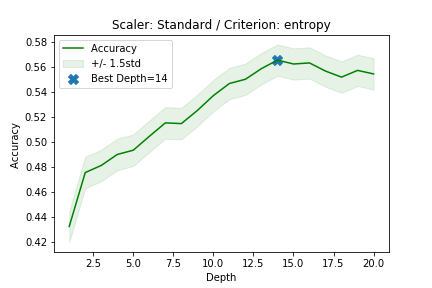 Scaler: Standard / Criterion: entropy
Accuracy
+/- 1.5std
Best Depth=14
Accuracy
0.58
0.56
0.54
0.52
0.50
0.48
0.46
0.44
0.42
2.5 5.0 7.5 10.0 12.5 15.0 17.5 20.0
Depth